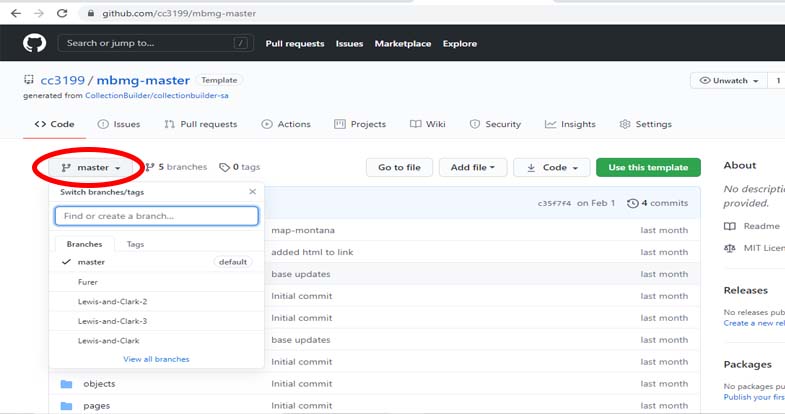 github.com/cc3199/mbmg-master
Search or jump to... /
Pull requests Issues Marketplace Explore
cc3199 / mbmg-master Template
Unwatch 1
generated from CollectionBuilder/collectionbuilder-sa
<> Code Issues Pull requests Actions Projects Wiki Security Insights Settings
master 5 branches 0 tags Go to file Add file Code Use this template
About
Switch branches/tags
Find or create a branch...
Branches Tags
master default
Furer
Lewis-and-Clark-2
Lewis-and-Clark-3
Lewis-and-Clark
View all branches
c35f7f4 on Feb 1 4 commits
map-montana last month
added html to link last month
base updates last month
Initial commit last month
Initial commit last month
base updates last month
Initial commit last month
objects Initial commit last month
pages Initial commit last month
No descripti
provided.
Readme
MIT Licen
Releases
No releases pub
Create a new rel
Packages
No packages pu
Publish your first